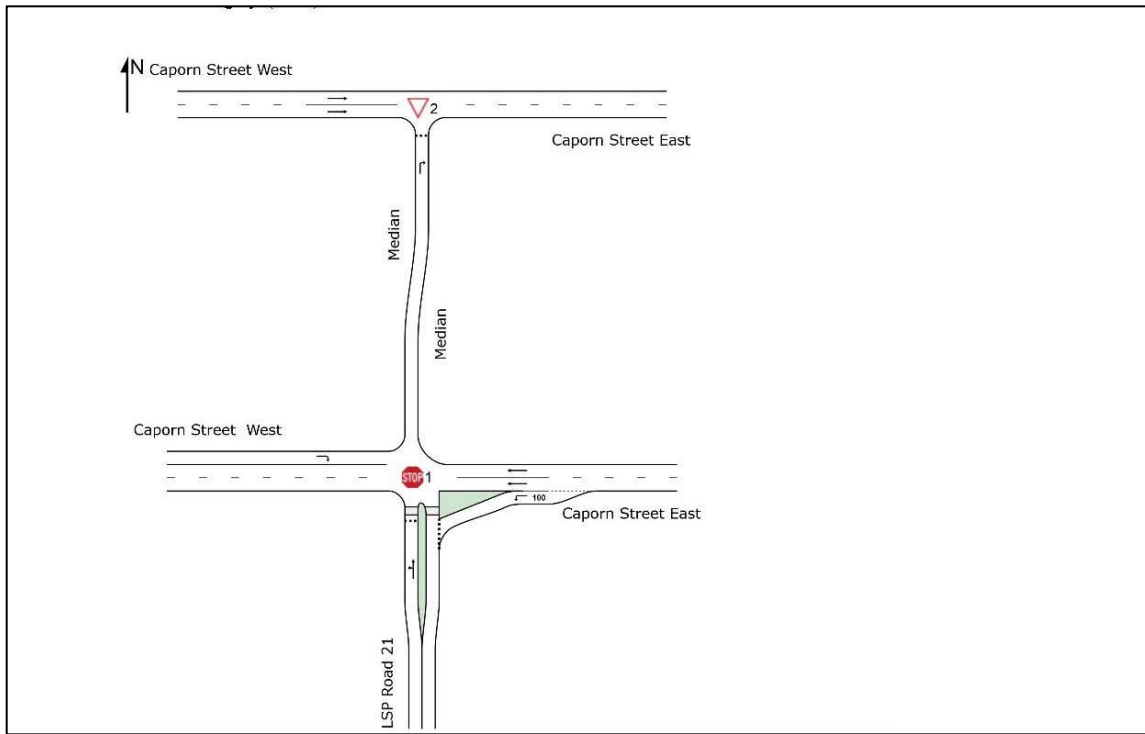 N
Caporn Street West
2
Caporn Street East
Median
Median
Caporn Street West
STOP
1
100
Caporn Street East
LSP Road 21